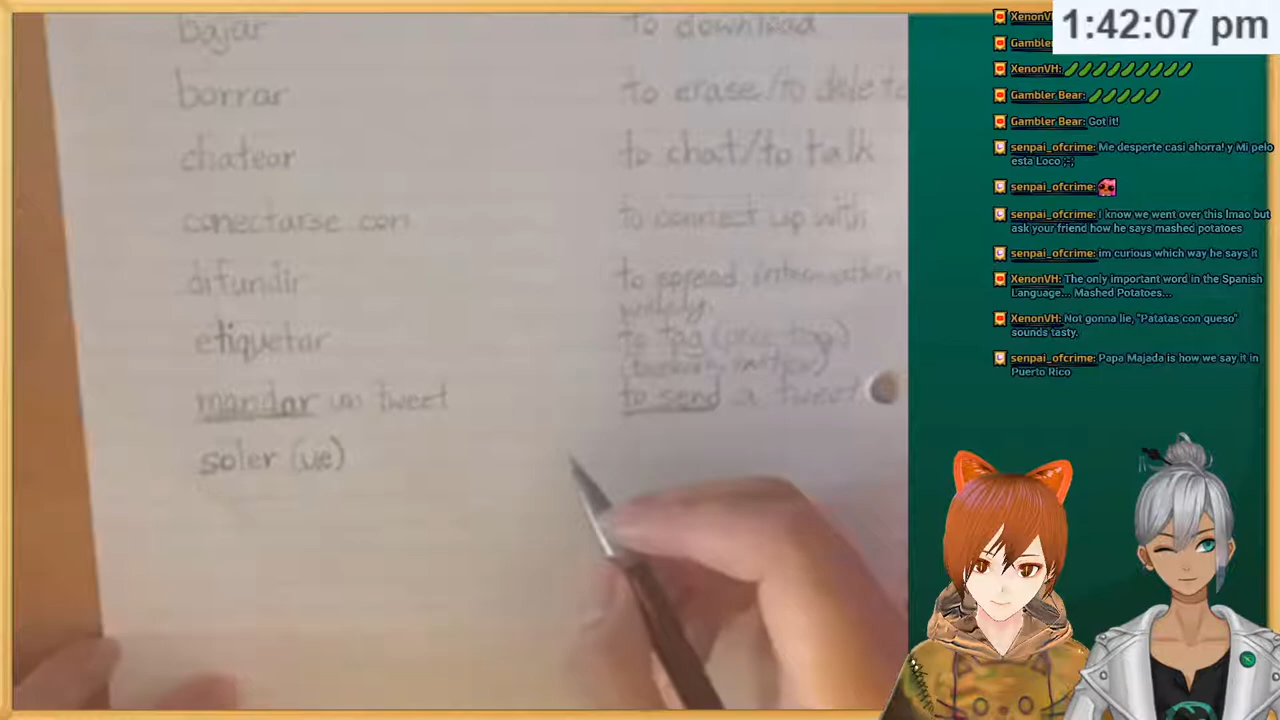 1:42:07 pm
bajar to download
borrar to erase/to delete
chatear to chat/to talk
conectarse con to connect up with
difundir to spread information
etiquetar to tag
mandar un tweet to send a tweet
soler (ue)
XenonVH:
Gambler Bear: Got it!
senpai_ofcrime: Me desperte casi ahorra! y Mi pelo
esta Loco ;-;
senpai_ofcrime:
senpai_ofcrime: I know we went over this lmao but
ask your friend how he says mashed potatoes
senpai_ofcrime: im curious which way he says it
XenonVH: The only important word in the Spanish
Language... Mashed Potatoes...
XenonVH: Not gonna lie, "Patatas con queso"
sounds tasty.
senpai_ofcrime: Papa Majada is how we say it in
Puerto Rico